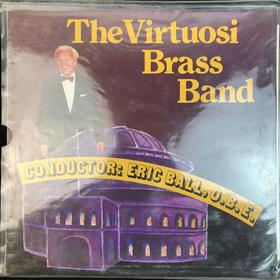 The Virtuosi
Brass
Band
CONDUCTOR: ERIC BALL, O.B.E.